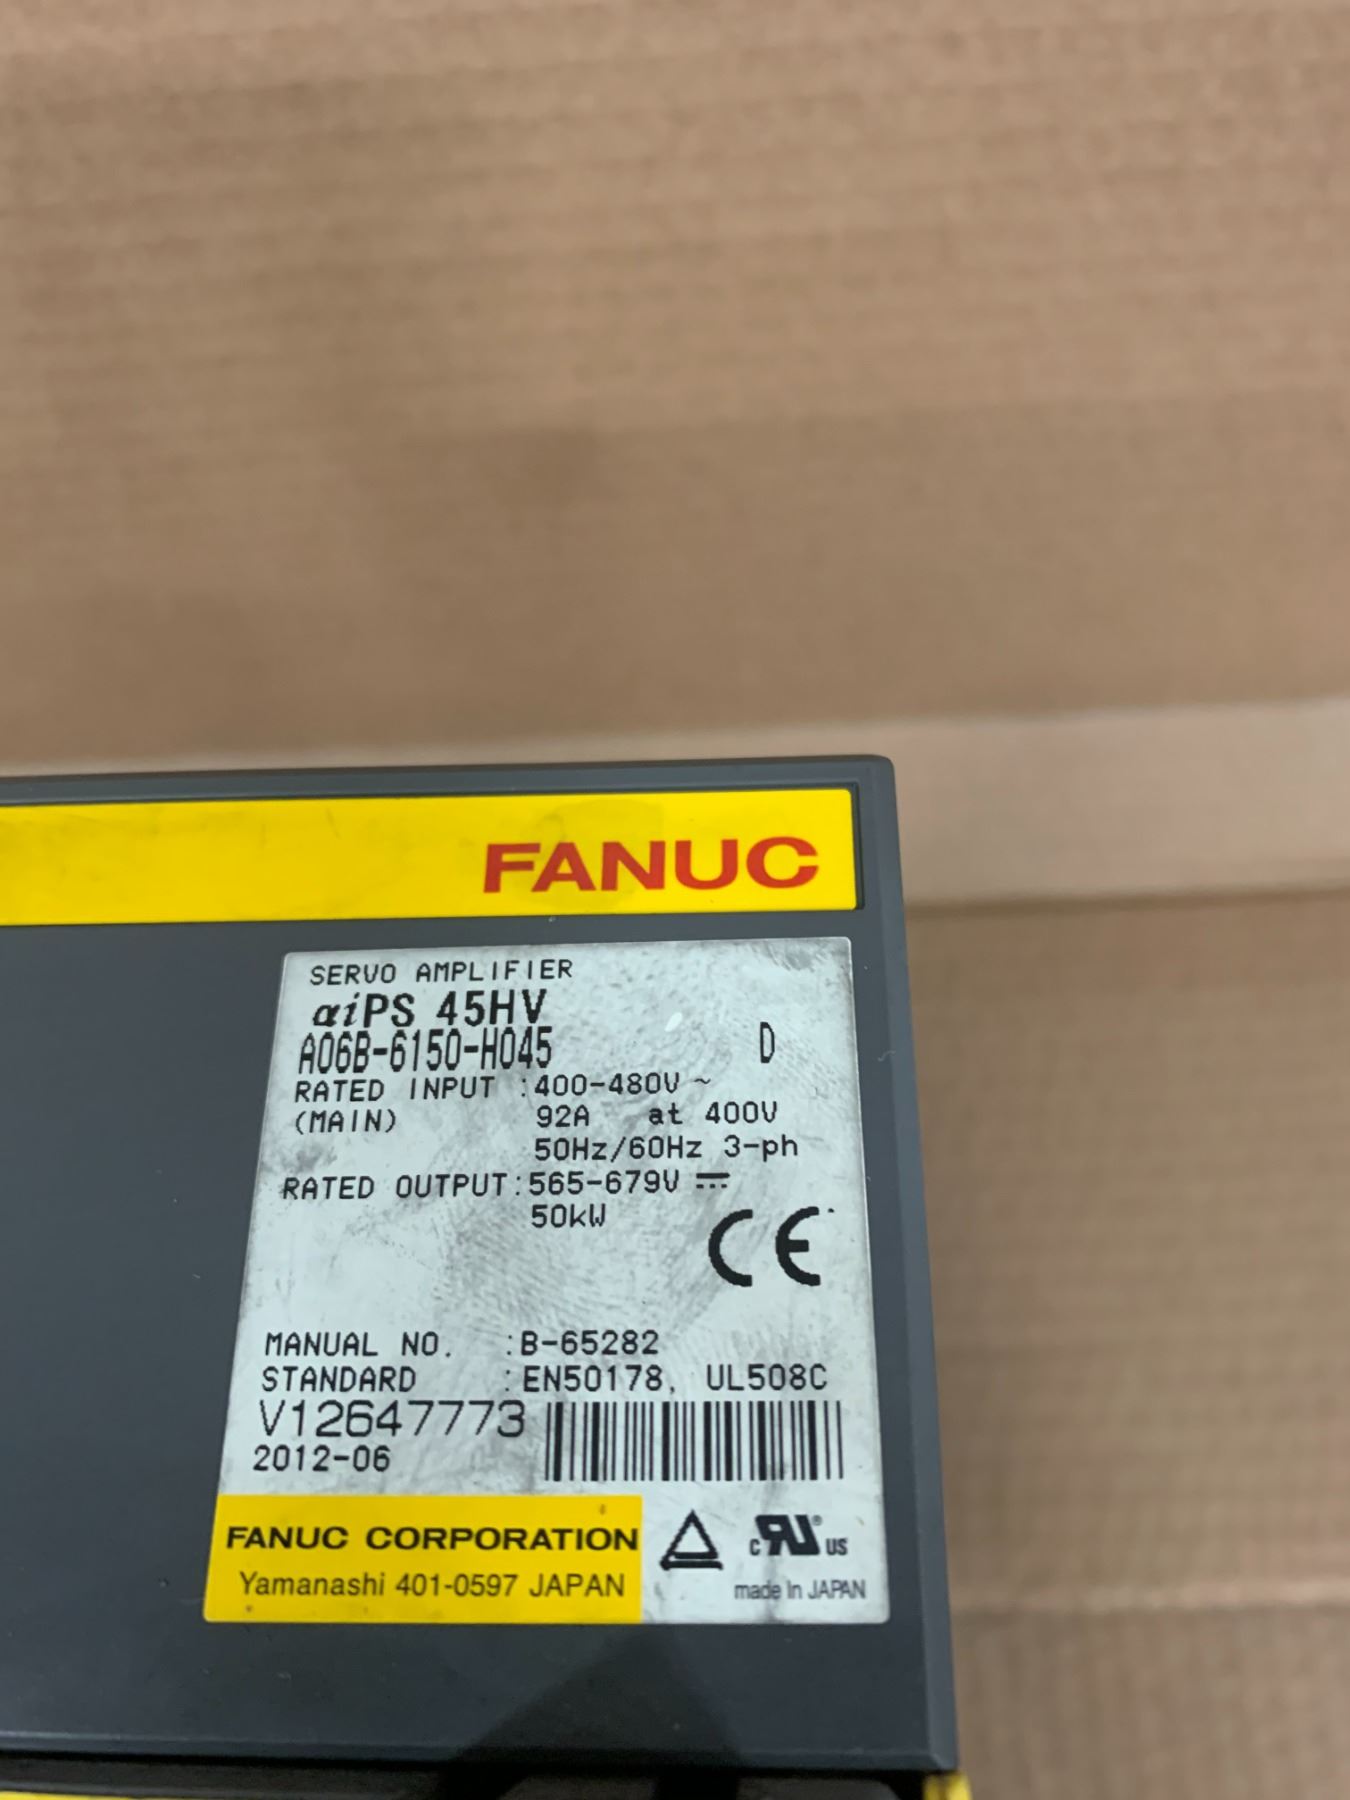 FANUC
SERVO AMPLIFIER
αiPS 45HV
A06B-6150-H045 D
RATED INPUT :400-480V ~
(MAIN) 92A at 400V
50Hz/60Hz 3-ph
RATED OUTPUT:565-679V ⎓
50kW
CE
MANUAL NO. :B-65282
STANDARD :EN50178, UL508C
V12647773
2012-06
FANUC CORPORATION
Yamanashi 401-0597 JAPAN
c RU ® US
made in JAPAN